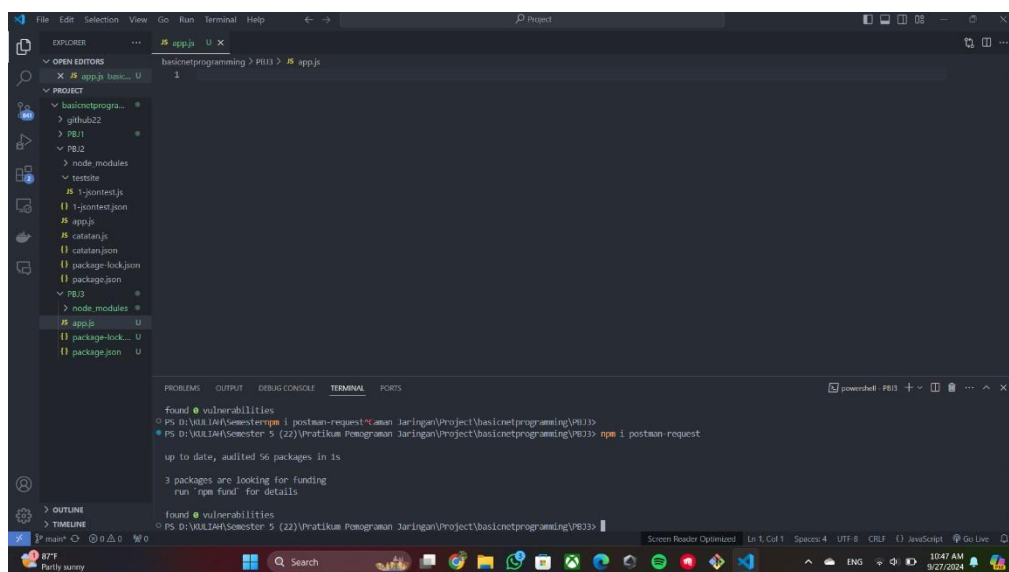 File Edit Selection View Go Run Terminal Help
Project
EXPLORER
JS app.js U
OPEN EDITORS
JS app.js basic... U
PROJECT
basicnetprogra...
github22
PBJ1
PBJ2
node_modules
testsite
JS 1-jsontest.js
{} 1-jsontest.json
JS app.js
JS catatan.js
{} catatan.json
{} package-lock.json
{} package.json
PBJ3
node_modules
JS app.js U
{} package-lock.... U
{} package.json U
OUTLINE
TIMELINE
basicnetprogramming > PBJ3 > JS app.js
1
PROBLEMS OUTPUT DEBUG CONSOLE TERMINAL PORTS
powershell - PBJ3
found 0 vulnerabilities
PS D:\KULIAH\Semesternpm i postman-request^Caman Jaringan\Project\basicnetprogramming\PBJ3>
PS D:\KULIAH\Semester 5 (22)\Pratikum Pemograman Jaringan\Project\basicnetprogramming\PBJ3> npm i postman-request
up to date, audited 56 packages in 1s
3 packages are looking for funding
run `npm fund` for details
found 0 vulnerabilities
PS D:\KULIAH\Semester 5 (22)\Pratikum Pemograman Jaringan\Project\basicnetprogramming\PBJ3>
main* 0 0 0
Screen Reader Optimized Ln 1, Col 1 Spaces: 4 UTF-8 CRLF {} JavaScript Go Live
87°F
Partly sunny
Search
ENG
10:47 AM
9/27/2024